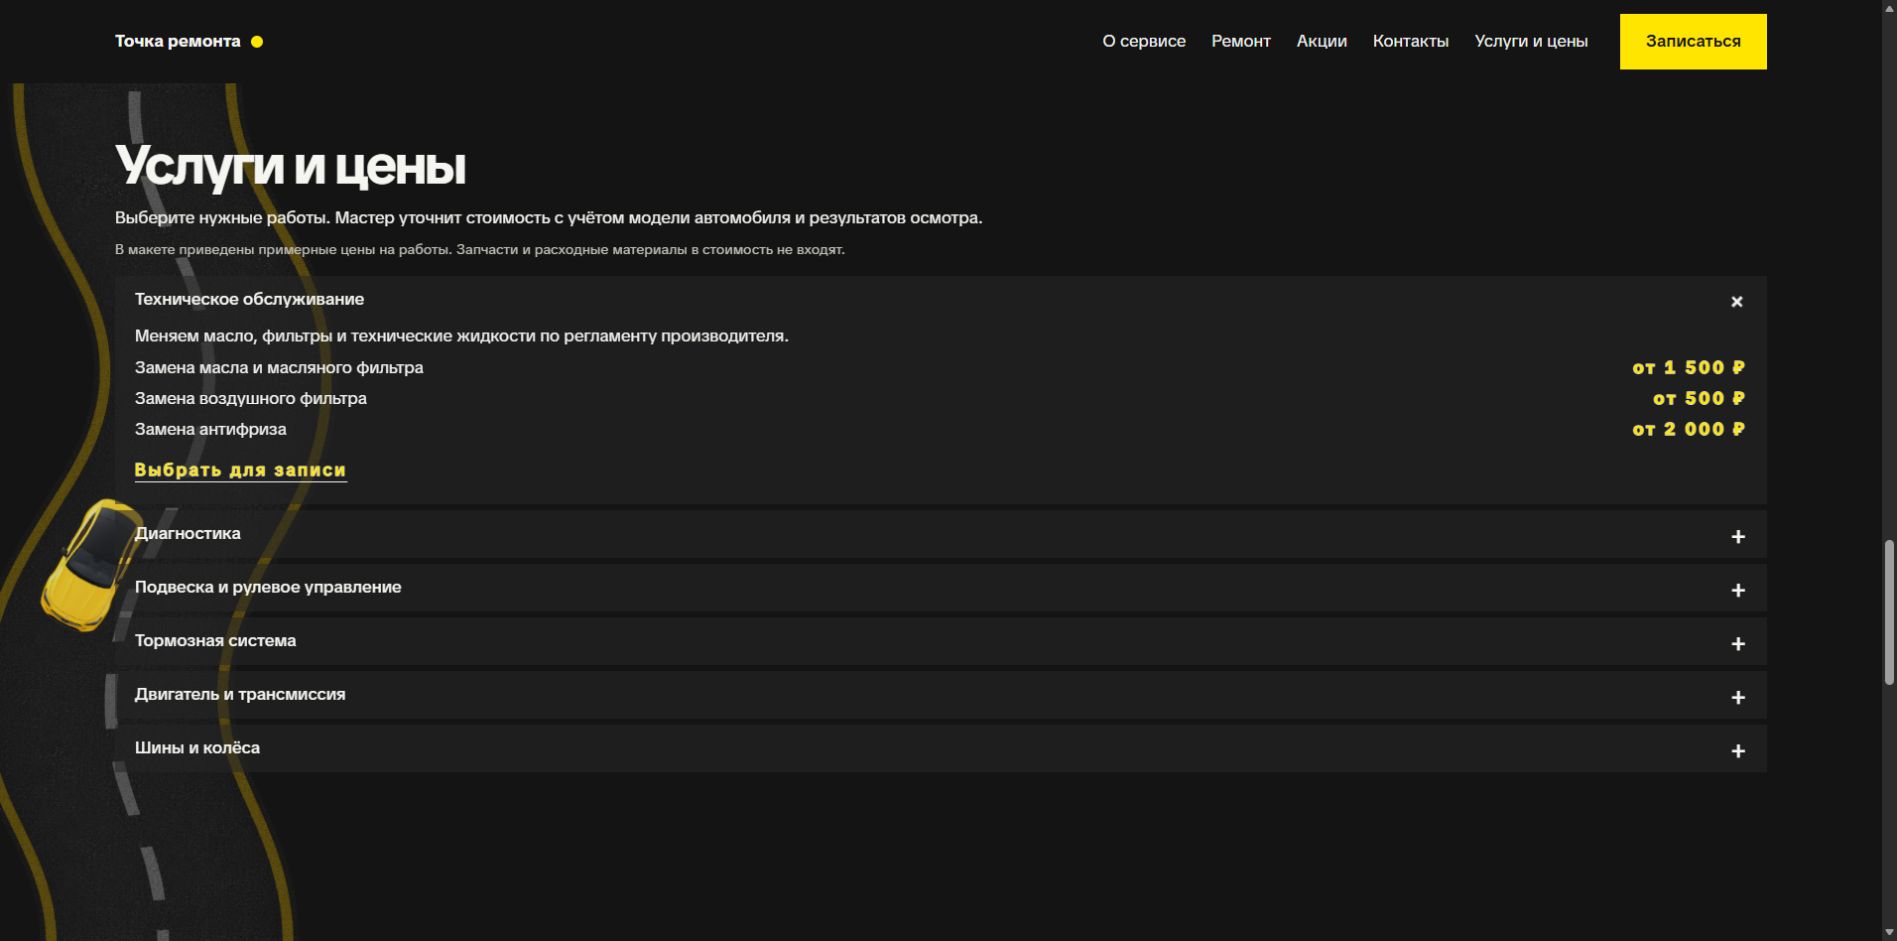 Точка ремонта
О сервисе Ремонт Акции Контакты Услуги и цены Записаться
Услуги и цены
Выберите нужные работы. Мастер уточнит стоимость с учётом модели автомобиля и результатов осмотра.
В макете приведены примерные цены на работы. Запчасти и расходные материалы в стоимость не входят.
Техническое обслуживание
Меняем масло, фильтры и технические жидкости по регламенту производителя.
Замена масла и масляного фильтра от 1 500 ₽
Замена воздушного фильтра от 500 ₽
Замена антифриза от 2 000 ₽
Выбрать для записи
Диагностика
Подвеска и рулевое управление
Тормозная система
Двигатель и трансмиссия
Шины и колёса